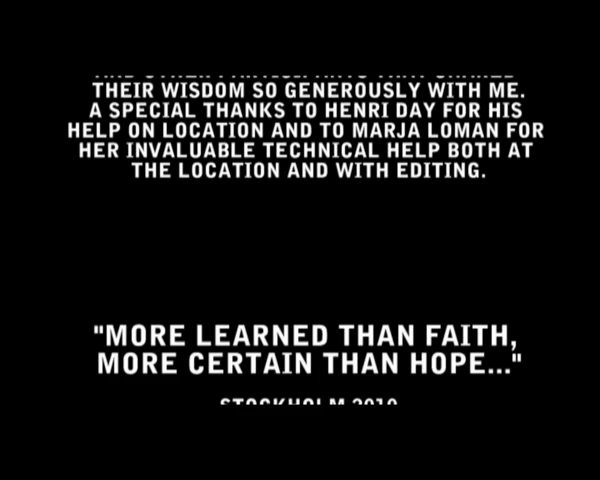 THEIR WISDOM SO GENEROUSLY WITH ME.
A SPECIAL THANKS TO HENRI DAY FOR HIS
HELP ON LOCATION AND TO MARJA LOMAN FOR
HER INVALUABLE TECHNICAL HELP BOTH AT
THE LOCATION AND WITH EDITING.
"MORE LEARNED THAN FAITH,
MORE CERTAIN THAN HOPE..."
STOCKHOLM 2010